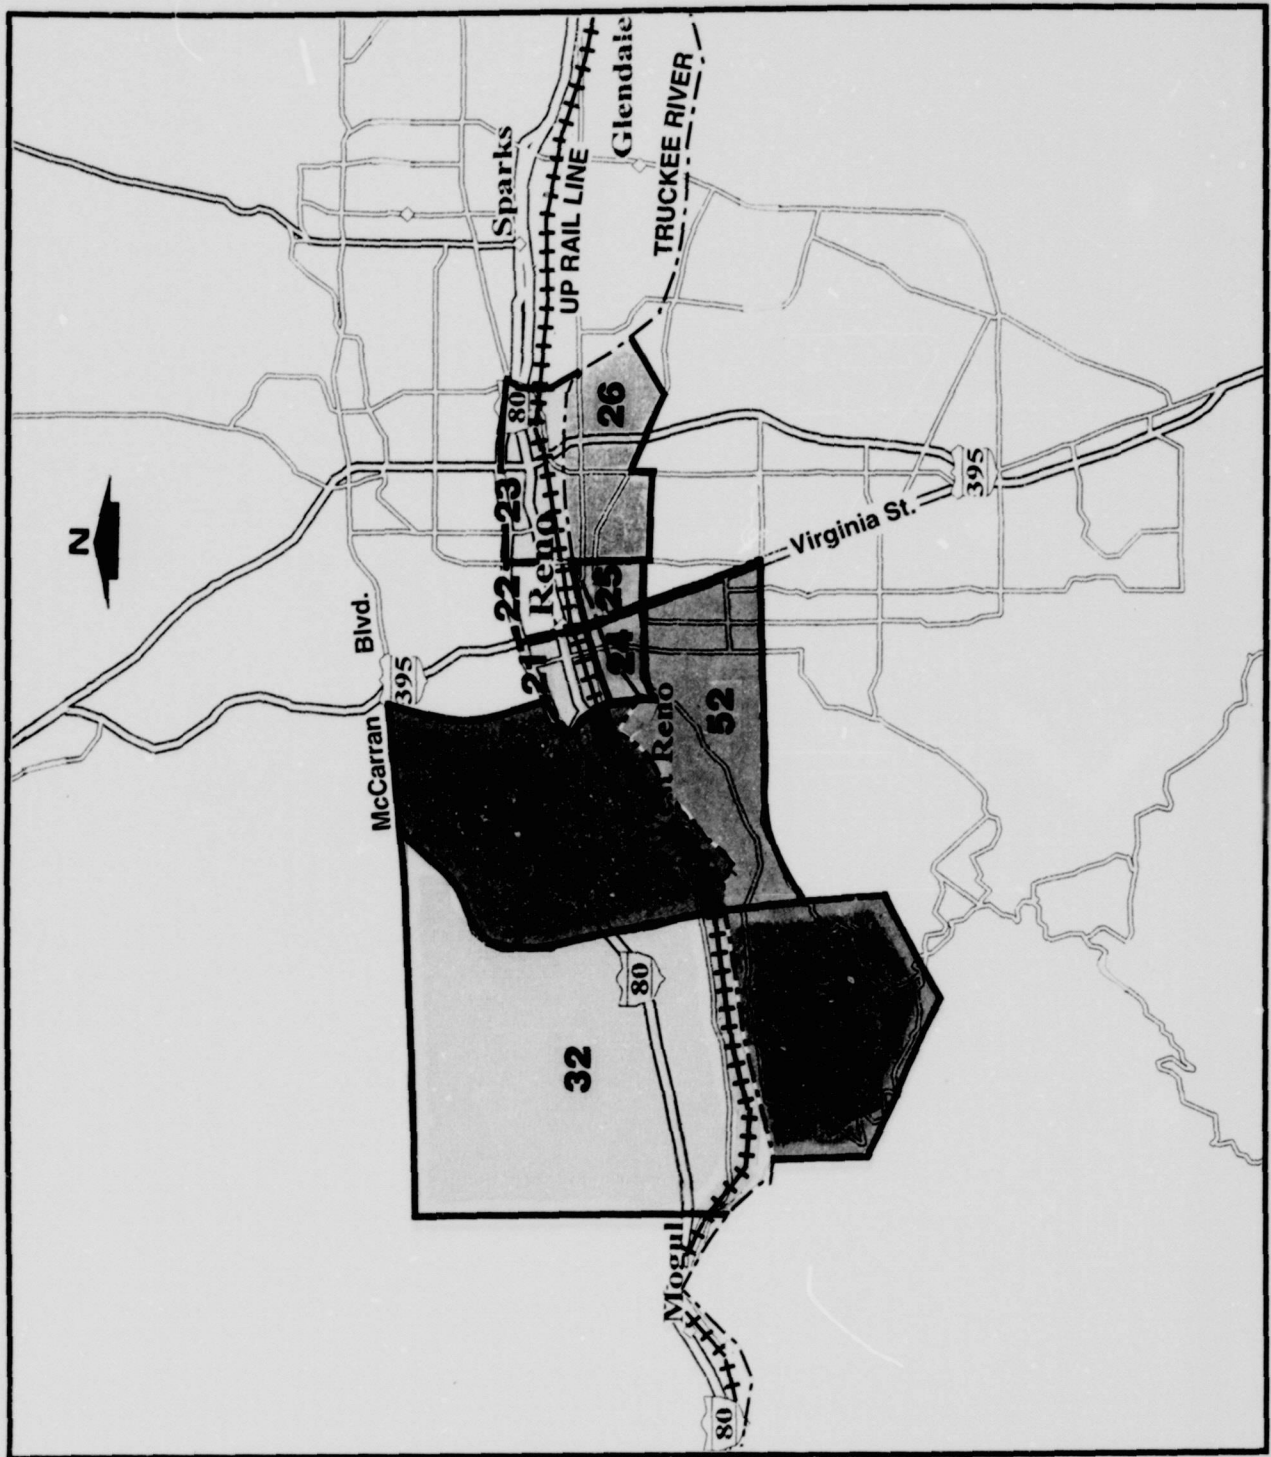 N
McCarran
Blvd.
395
Sparks
Glendale
UP RAIL LINE
TRUCKEE RIVER
80
21
22
23
Reno
24
25
26
52
Reno
Virginia St.
395
32
80
Mogul
80